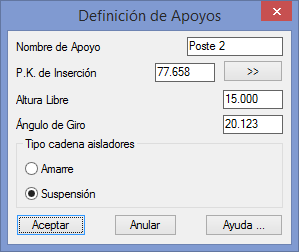 Definición de Apoyos
Nombre de Apoyo Poste 2
P.K. de Inserción 77.658 >>
Altura Libre 15.000
Ángulo de Giro 20.123
Tipo cadena aisladores
Amarre
Suspensión
Aceptar Anular Ayuda ...